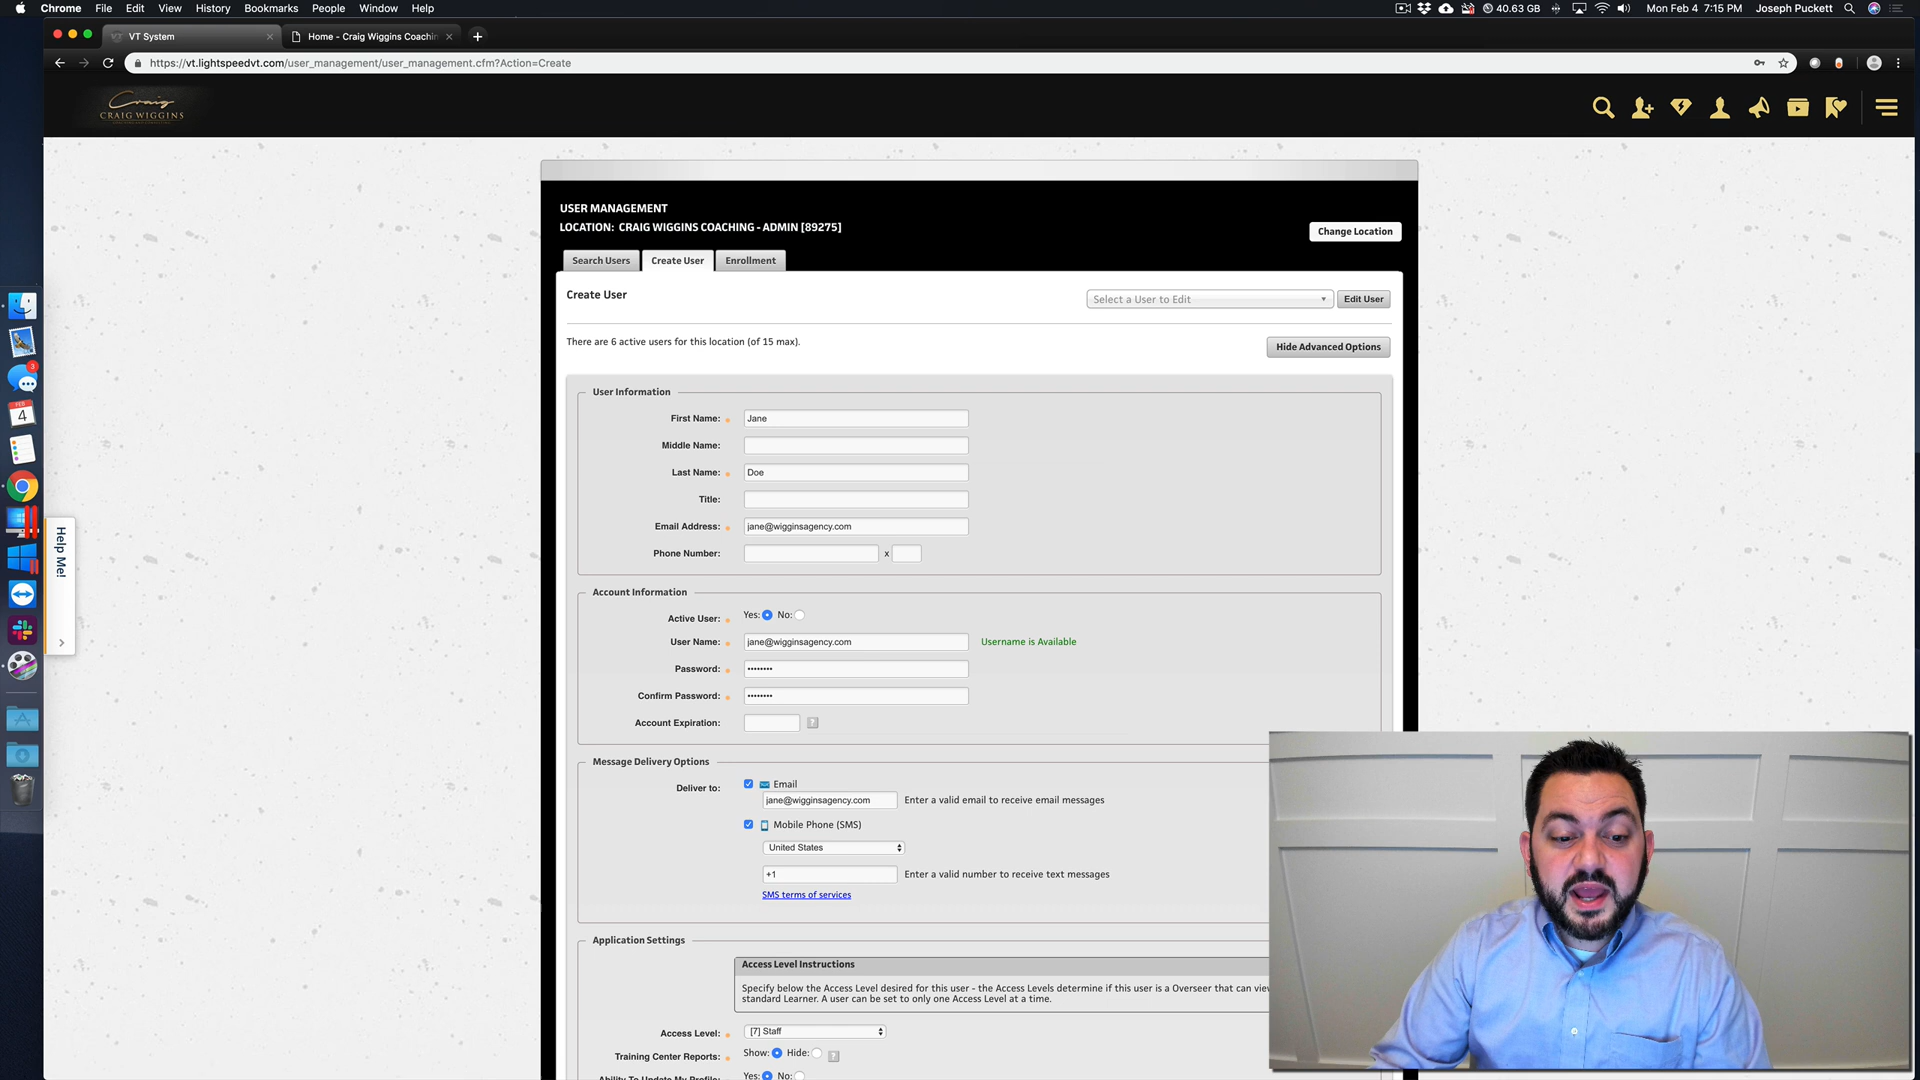 Chrome File Edit View History Bookmarks People Window Help
40.63 GB Mon Feb 4 7:15 PM Joseph Puckett
VT System
Home - Craig Wiggins Coachin
https://vt.lightspeedvt.com/user_management/user_management.cfm?Action=Create
Craig
CRAIG WIGGINS
USER MANAGEMENT
LOCATION: CRAIG WIGGINS COACHING - ADMIN [89275]
Change Location
Search Users Create User Enrollment
Create User
Select a User to Edit
Edit User
There are 6 active users for this location (of 15 max).
Hide Advanced Options
User Information
First Name: Jane
Middle Name:
Last Name: Doe
Title:
Email Address: jane@wigginsagency.com
Phone Number: x
Account Information
Active User: Yes: No:
User Name: jane@wigginsagency.com Username is Available
Password: ••••••••
Confirm Password: ••••••••
Account Expiration: ?
Message Delivery Options
Deliver to: Email
jane@wigginsagency.com Enter a valid email to receive email messages
Mobile Phone (SMS)
United States
+1 Enter a valid number to receive text messages
SMS terms of services
Application Settings
Access Level Instructions
Specify below the Access Level desired for this user - the Access Levels determine if this user is a Overseer that can view
standard Learner. A user can be set to only one Access Level at a time.
Access Level: [7] Staff
Training Center Reports: Show: Hide: ?
Ability To Update My Profile: Yes: No:
Help Me!
3
FEB
4